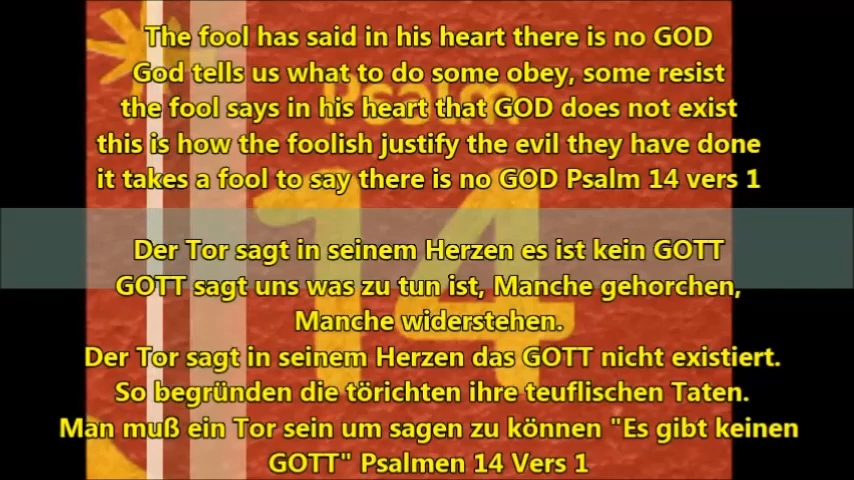 The fool has said in his heart there is no GOD
God tells us what to do some obey, some resist
the fool says in his heart that GOD does not exist
this is how the foolish justify the evil they have done
it takes a fool to say there is no GOD Psalm 14 vers 1
Psalm
14
Der Tor sagt in seinem Herzen es ist kein GOTT
GOTT sagt uns was zu tun ist, Manche gehorchen,
Manche widerstehen.
Der Tor sagt in seinem Herzen das GOTT nicht existiert.
So begründen die törichten ihre teuflischen Taten.
Man muß ein Tor sein um sagen zu können "Es gibt keinen
GOTT" Psalmen 14 Vers 1